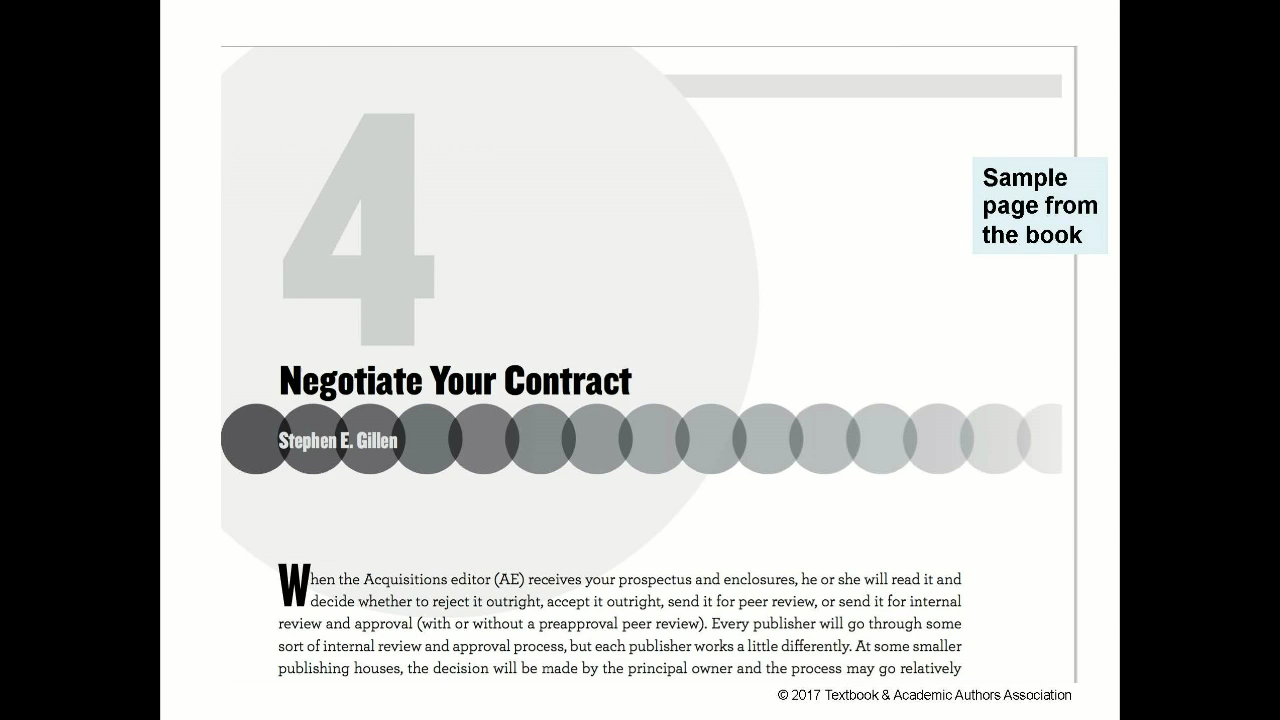 4
Sample
page from
the book
Negotiate Your Contract
Stephen E. Gillen
When the Acquisitions editor (AE) receives your prospectus and enclosures, he or she will read it and
decide whether to reject it outright, accept it outright, send it for peer review, or send it for internal
review and approval (with or without a preapproval peer review). Every publisher will go through some
sort of internal review and approval process, but each publisher works a little differently. At some smaller
publishing houses, the decision will be made by the principal owner and the process may go relatively
© 2017 Textbook & Academic Authors Association